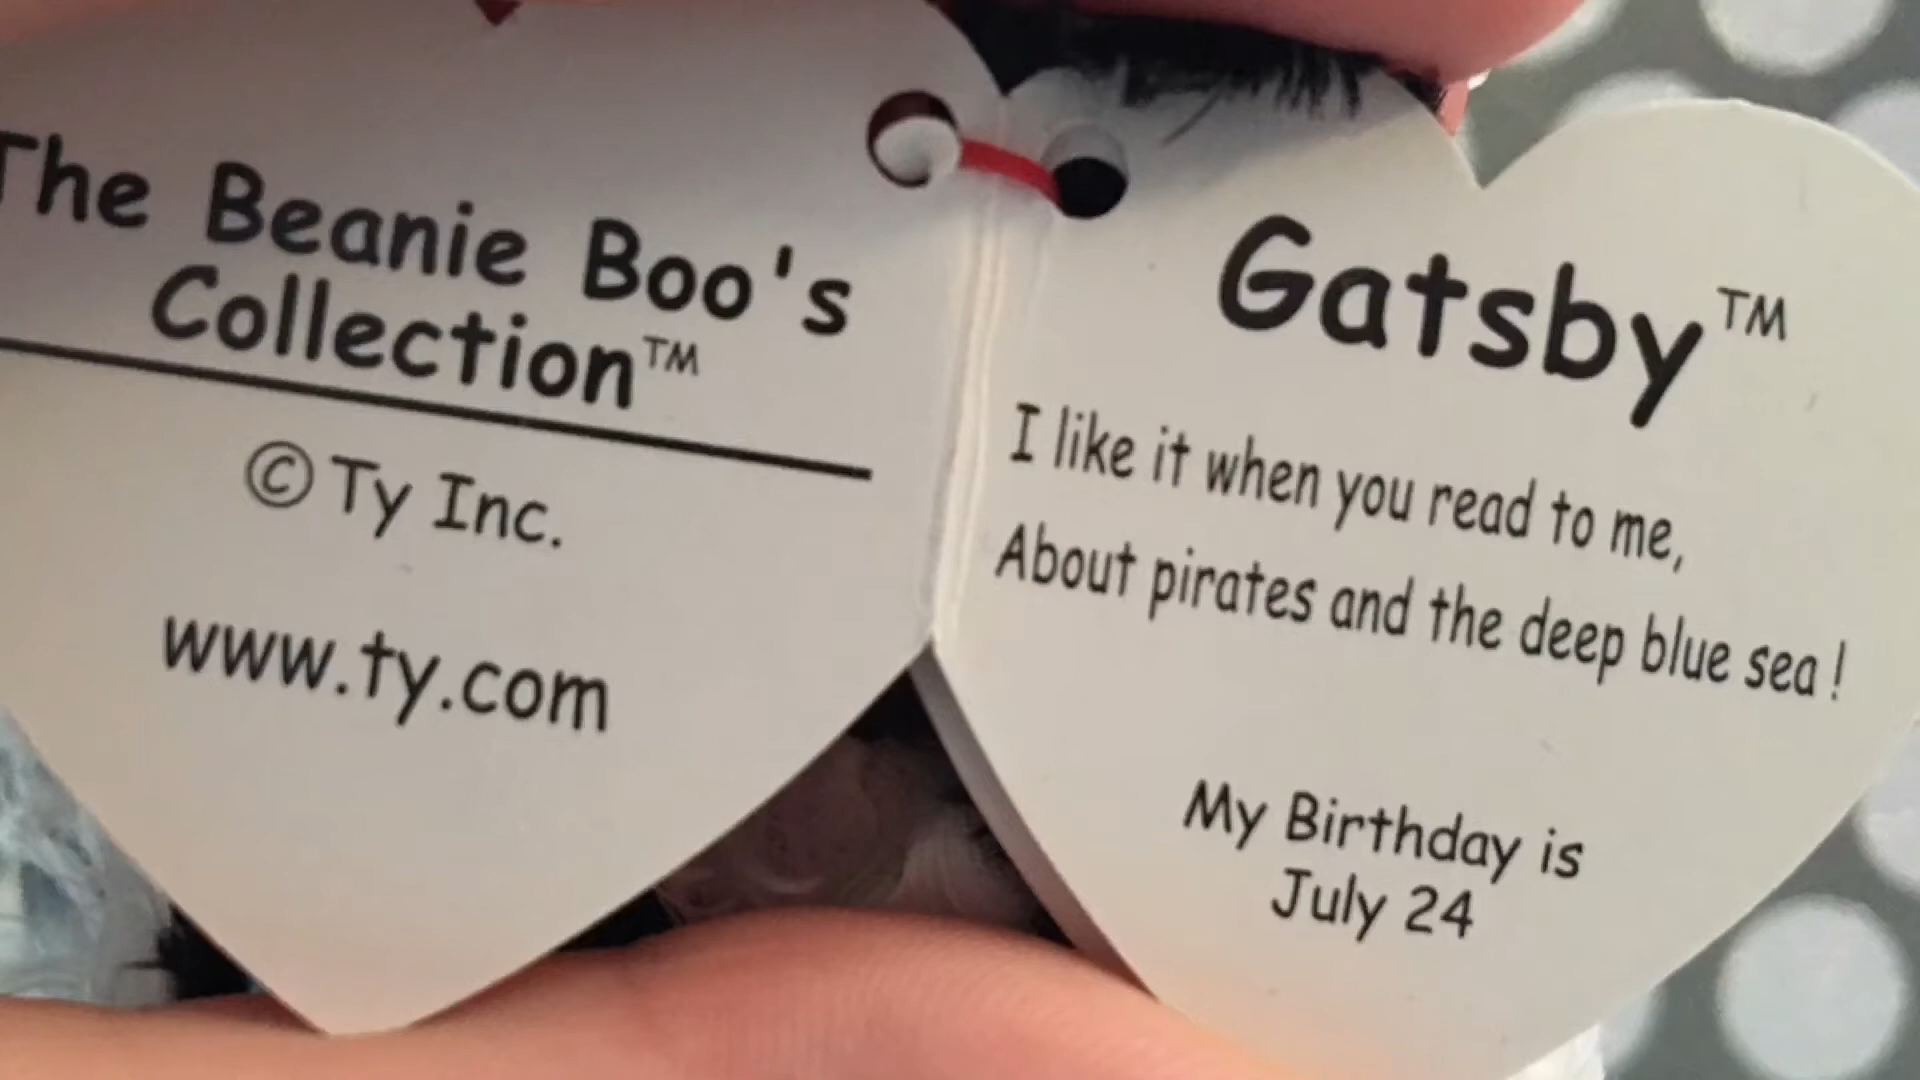 The Beanie Boo's
Collection™
© Ty Inc.
www.ty.com
Gatsby™
I like it when you read to me,
About pirates and the deep blue sea !
My Birthday is
July 24